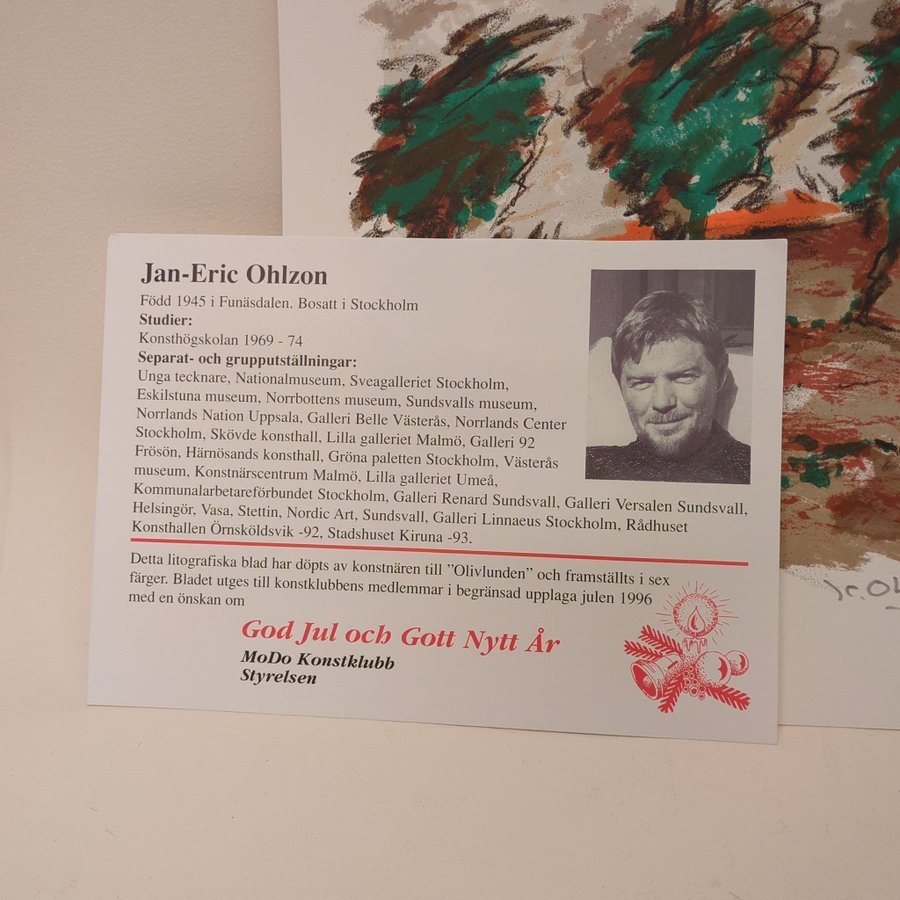 Jan-Eric Ohlzon
Född 1945 i Funäsdalen. Bosatt i Stockholm
Studier:
Konsthögskolan 1969 - 74
Separat- och grupputställningar:
Unga tecknare, Nationalmuseum, Sveagalleriet Stockholm,
Eskilstuna museum, Norrbottens museum, Sundsvalls museum,
Norrlands Nation Uppsala, Galleri Belle Västerås, Norrlands Center
Stockholm, Skövde konsthall, Lilla galleriet Malmö, Galleri 92
Frösön, Härnösands konsthall, Gröna paletten Stockholm, Västerås
museum, Konstnärscentrum Malmö, Lilla galleriet Umeå,
Kommunalarbetareförbundet Stockholm, Galleri Renard Sundsvall, Galleri Versalen Sundsvall,
Helsingör, Vasa, Stettin, Nordic Art, Sundsvall, Galleri Linnaeus Stockholm, Rådhuset
Konsthallen Örnsköldsvik -92, Stadshuset Kiruna -93.
Detta litografiska blad har döpts av konstnären till ”Olivlunden” och framställts i sex
färger. Bladet utges till konstklubbens medlemmar i begränsad upplaga julen 1996
med en önskan om
God Jul och Gott Nytt År
MoDo Konstklubb
Styrelsen